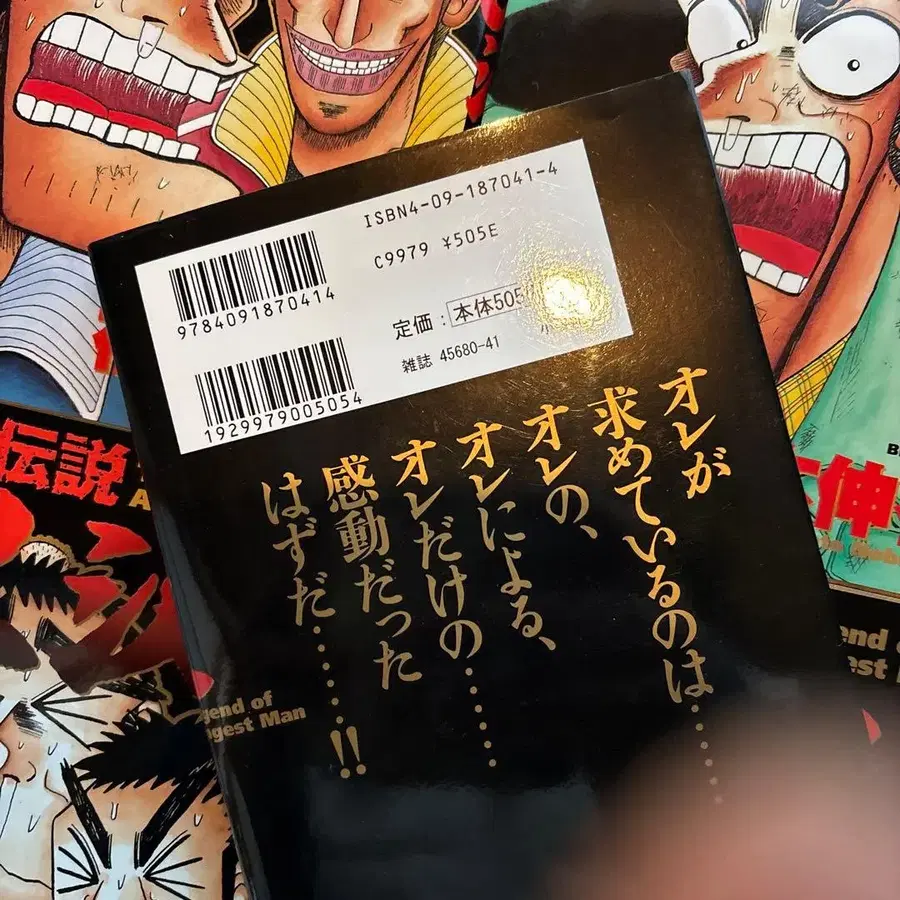 ISBN4-09-187041-4
C9979 ¥505E
9784091870414
定価：本体505
雑誌 45680-41
1929979005054
オレが
求めているのは……
オレの、
オレによる、
オレだけの……
感動だった
はずだ……!!
伝説
gend of
ngest Man
伸
end of
gest